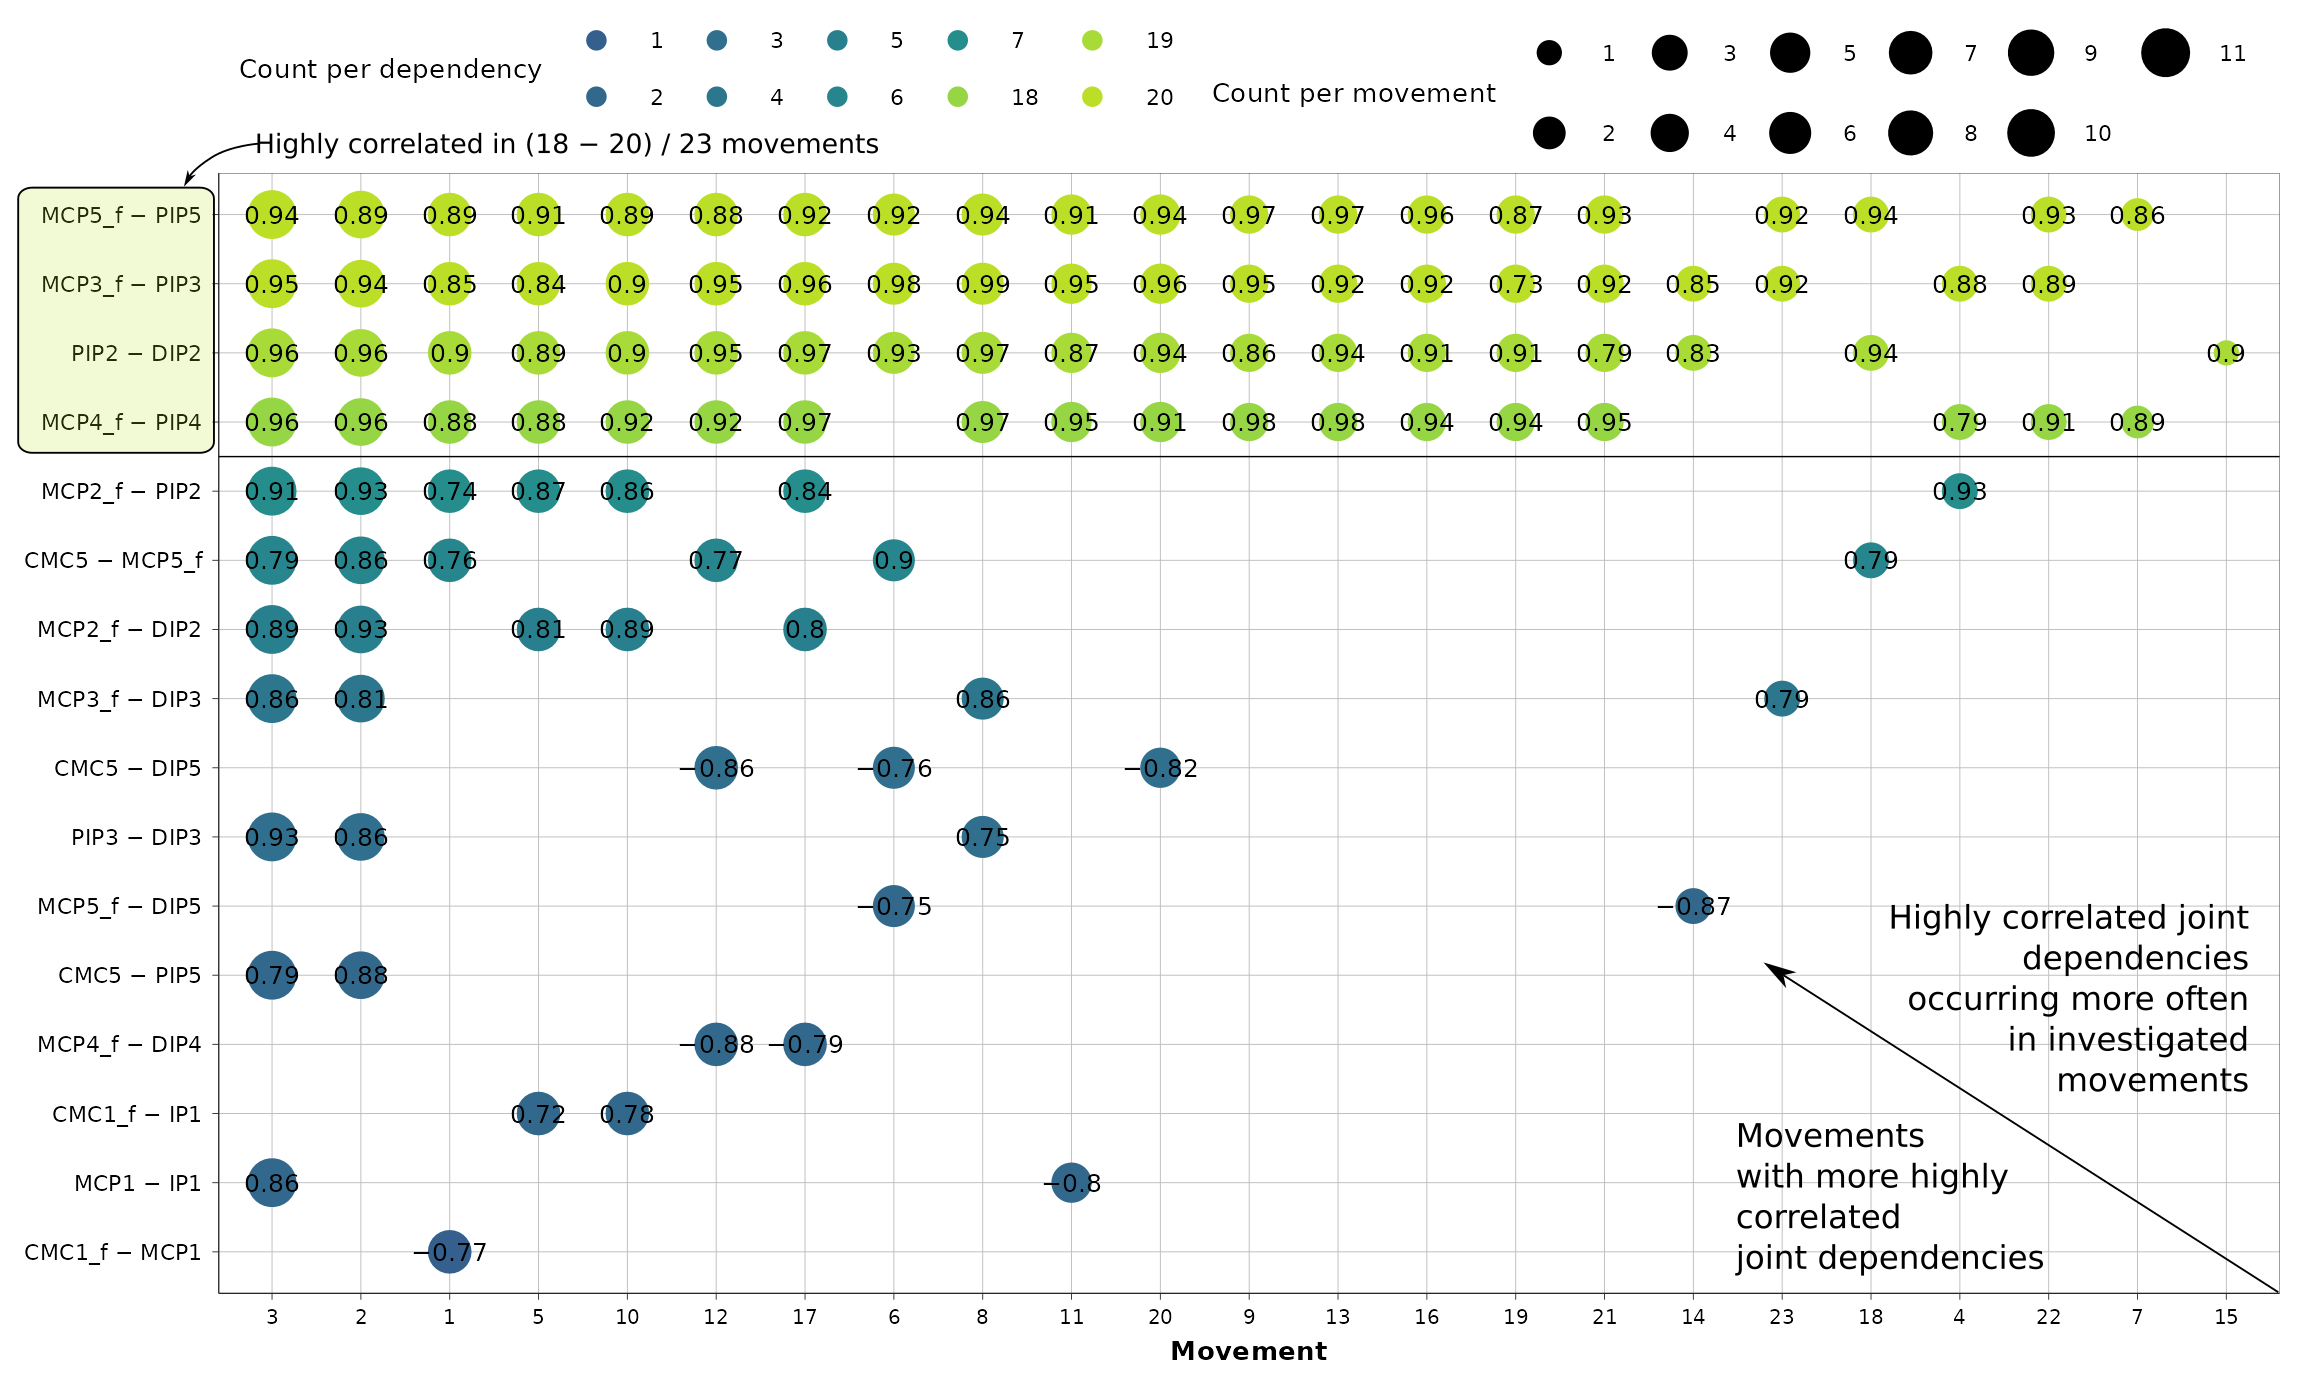 Count per dependency
1 3 5 7 19
2 4 6 18 20
Count per movement
1 3 5 7 9 11
2 4 6 8 10
Highly correlated in (18 − 20) / 23 movements
MCP5_f − PIP5 0.94 0.89 0.89 0.91 0.89 0.88 0.92 0.92 0.94 0.91 0.94 0.97 0.97 0.96 0.87 0.93 0.92 0.94 0.93 0.86
MCP3_f − PIP3 0.95 0.94 0.85 0.84 0.9 0.95 0.96 0.98 0.99 0.95 0.96 0.95 0.92 0.92 0.73 0.92 0.85 0.92 0.88 0.89
PIP2 − DIP2 0.96 0.96 0.9 0.89 0.9 0.95 0.97 0.93 0.97 0.87 0.94 0.86 0.94 0.91 0.91 0.79 0.83 0.94 0.9
MCP4_f − PIP4 0.96 0.96 0.88 0.88 0.92 0.92 0.97 0.97 0.95 0.91 0.98 0.98 0.94 0.94 0.95 0.79 0.91 0.89
MCP2_f − PIP2 0.91 0.93 0.74 0.87 0.86 0.84 0.93
CMC5 − MCP5_f 0.79 0.86 0.76 0.77 0.9 0.79
MCP2_f − DIP2 0.89 0.93 0.81 0.89 0.8
MCP3_f − DIP3 0.86 0.81 0.86 0.79
CMC5 − DIP5 −0.86 −0.76 −0.82
PIP3 − DIP3 0.93 0.86 0.75
MCP5_f − DIP5 −0.75 −0.87
CMC5 − PIP5 0.79 0.88
MCP4_f − DIP4 −0.88 −0.79
CMC1_f − IP1 0.72 0.78
MCP1 − IP1 0.86 −0.8
CMC1_f − MCP1 −0.77
Highly correlated joint
dependencies
occurring more often
in investigated
movements
Movements
with more highly
correlated
joint dependencies
3 2 1 5 10 12 17 6 8 11 20 9 13 16 19 21 14 23 18 4 22 7 15
Movement